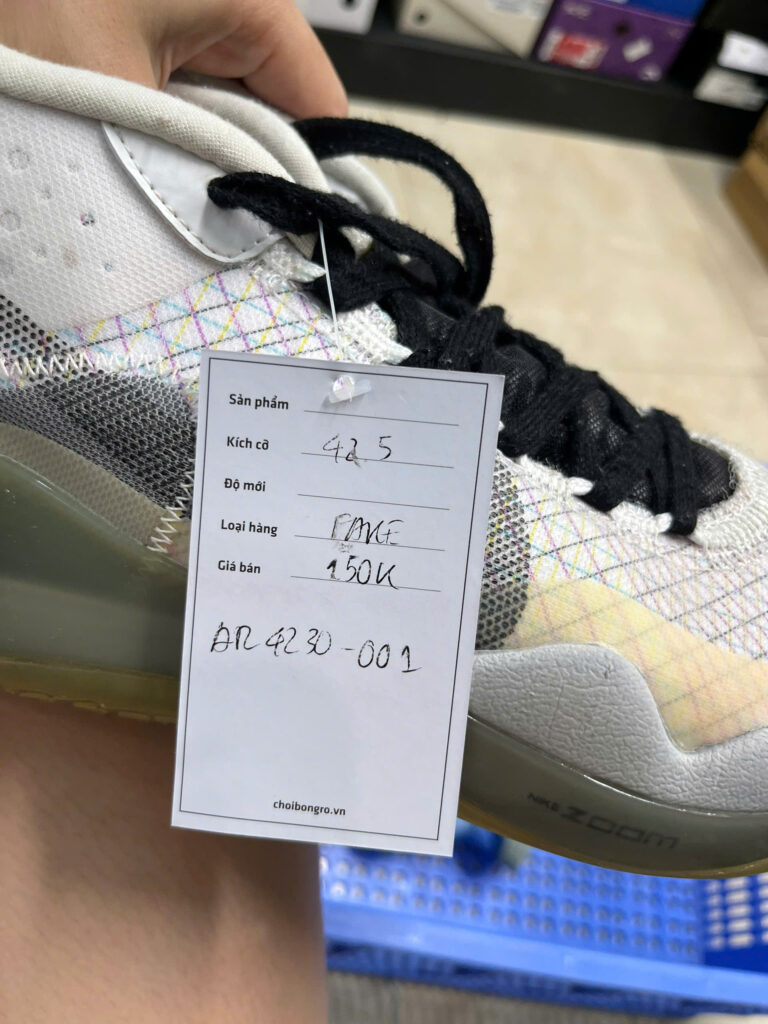 Sản phẩm
Kích cỡ 42 5
Độ mới
Loại hàng FAKE
Giá bán 150K
AR4230-001
choibongro.vn
NIKE ZOOM